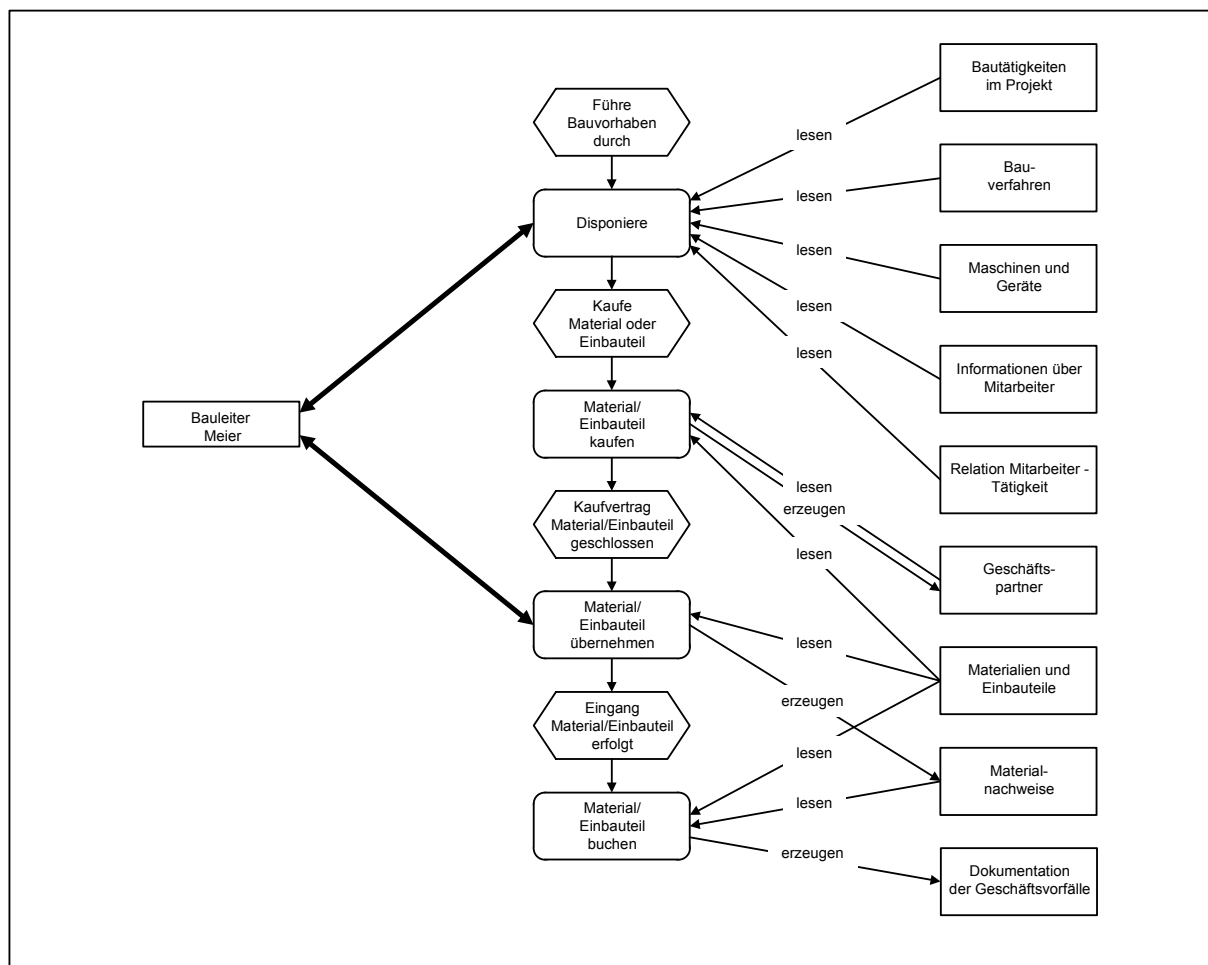 Bautätigkeiten
im Projekt
Führe
Bauvorhaben
durch
lesen
Bau-
verfahren
lesen
Disponiere
lesen
Maschinen und
Geräte
Kaufe
Material oder
Einbauteil
lesen
lesen
Informationen über
Mitarbeiter
Bauleiter
Meier
Material/
Einbauteil
kaufen
Relation Mitarbeiter -
Tätigkeit
lesen
erzeugen
Kaufvertrag
Material/Einbauteil
geschlossen
lesen
Geschäfts-
partner
Material/
Einbauteil
übernehmen
lesen
Materialien und
Einbauteile
erzeugen
Eingang
Material/Einbauteil
erfolgt
lesen
Material-
nachweise
lesen
Material/
Einbauteil
buchen
erzeugen
Dokumentation
der Geschäftsvorfälle